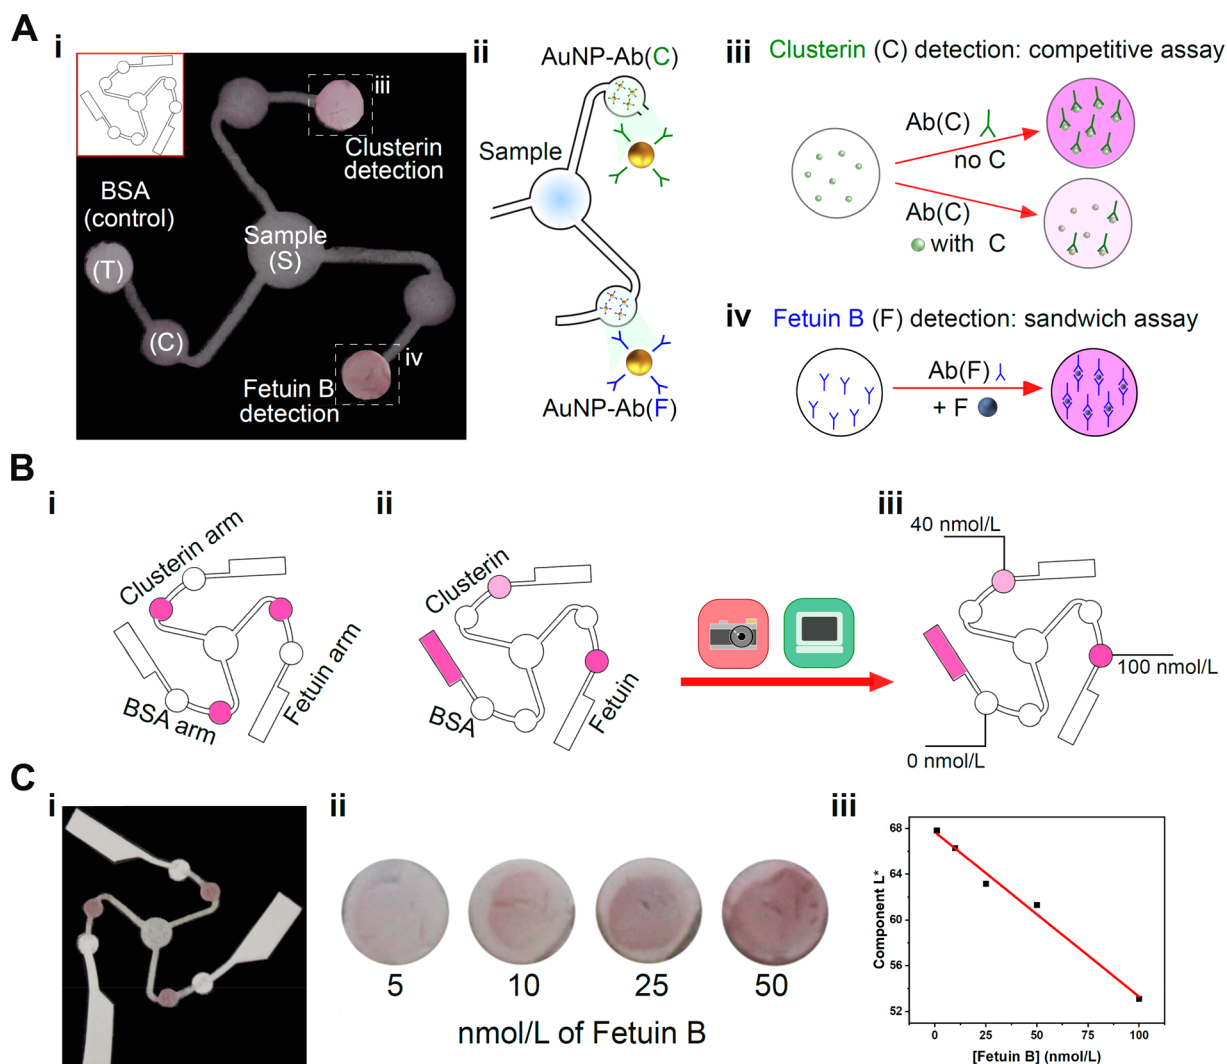 A
i
iii
Clusterin
detection
BSA
(control)
Sample
(S)
(T)
(C)
iv
Fetuin B
detection
ii
AuNP-Ab(C)
Sample
AuNP-Ab(F)
iii Clusterin (C) detection: competitive assay
Ab(C)
no C
Ab(C)
with C
iv Fetuin B (F) detection: sandwich assay
Ab(F)
+ F
B
i
Clusterin arm
Fetuin arm
BSA arm
ii
Clusterin
BSA
Fetuin
iii
40 nmol/L
100 nmol/L
0 nmol/L
C
i
ii
5 10 25 50
nmol/L of Fetuin B
iii
Component L*
68
64
60
56
52
0 25 50 75 100
[Fetuin B] (nmol/L)